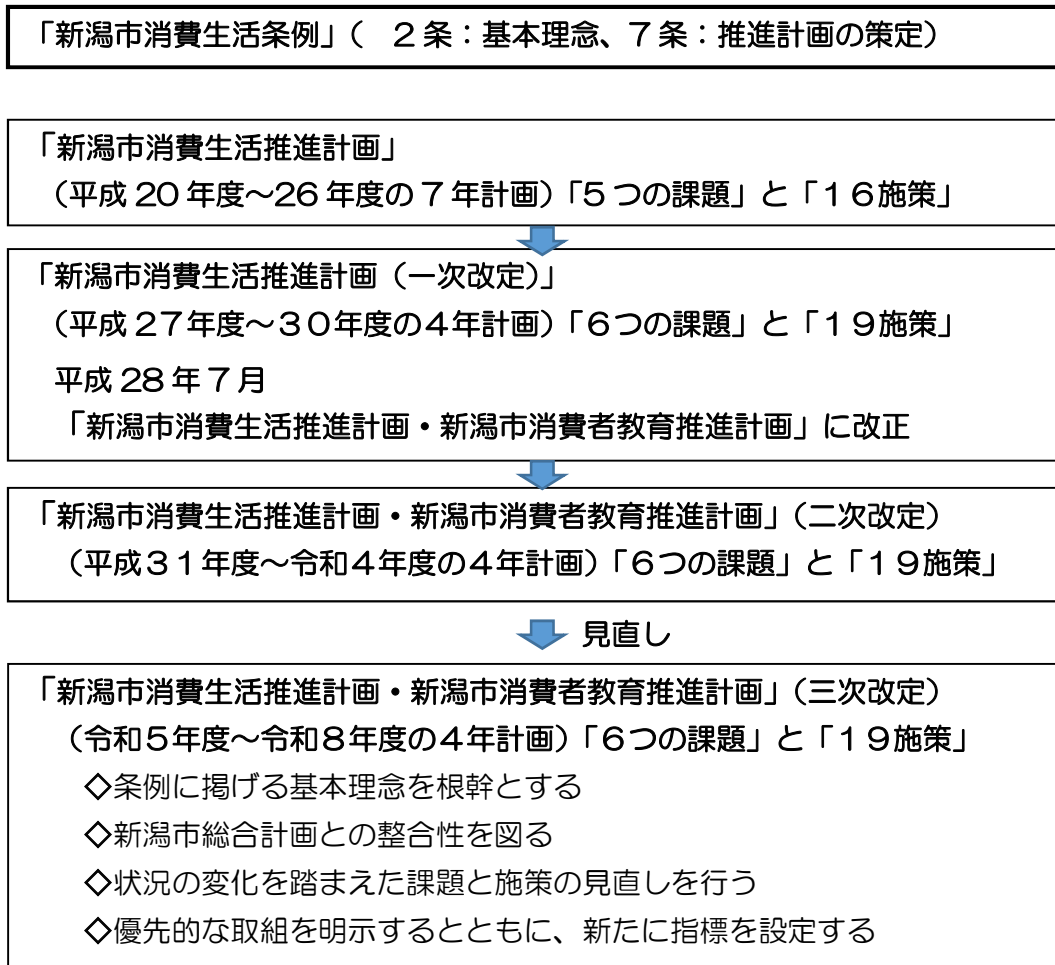 「新潟市消費生活条例」(　2条：基本理念、7条：推進計画の策定)
「新潟市消費生活推進計画」
(平成 20 年度～26 年度の 7 年計画)「5 つの課題」と「1 6 施策」
「新潟市消費生活推進計画（一次改定)」
(平成 27年度～３０年度の４年計画)「６つの課題」と「１９施策」
平成 28 年 7 月
「新潟市消費生活推進計画・新潟市消費者教育推進計画」に改正
「新潟市消費生活推進計画・新潟市消費者教育推進計画」(二次改定)
(平成３１年度～令和４年度の４年計画)「６つの課題」と「１９施策」
見直し
「新潟市消費生活推進計画・新潟市消費者教育推進計画」(三次改定)
(令和５年度～令和８年度の４年計画)「６つの課題」と「１９施策」
◇条例に掲げる基本理念を根幹とする
◇新潟市総合計画との整合性を図る
◇状況の変化を踏まえた課題と施策の見直しを行う
◇優先的な取組を明示するとともに、新たに指標を設定する